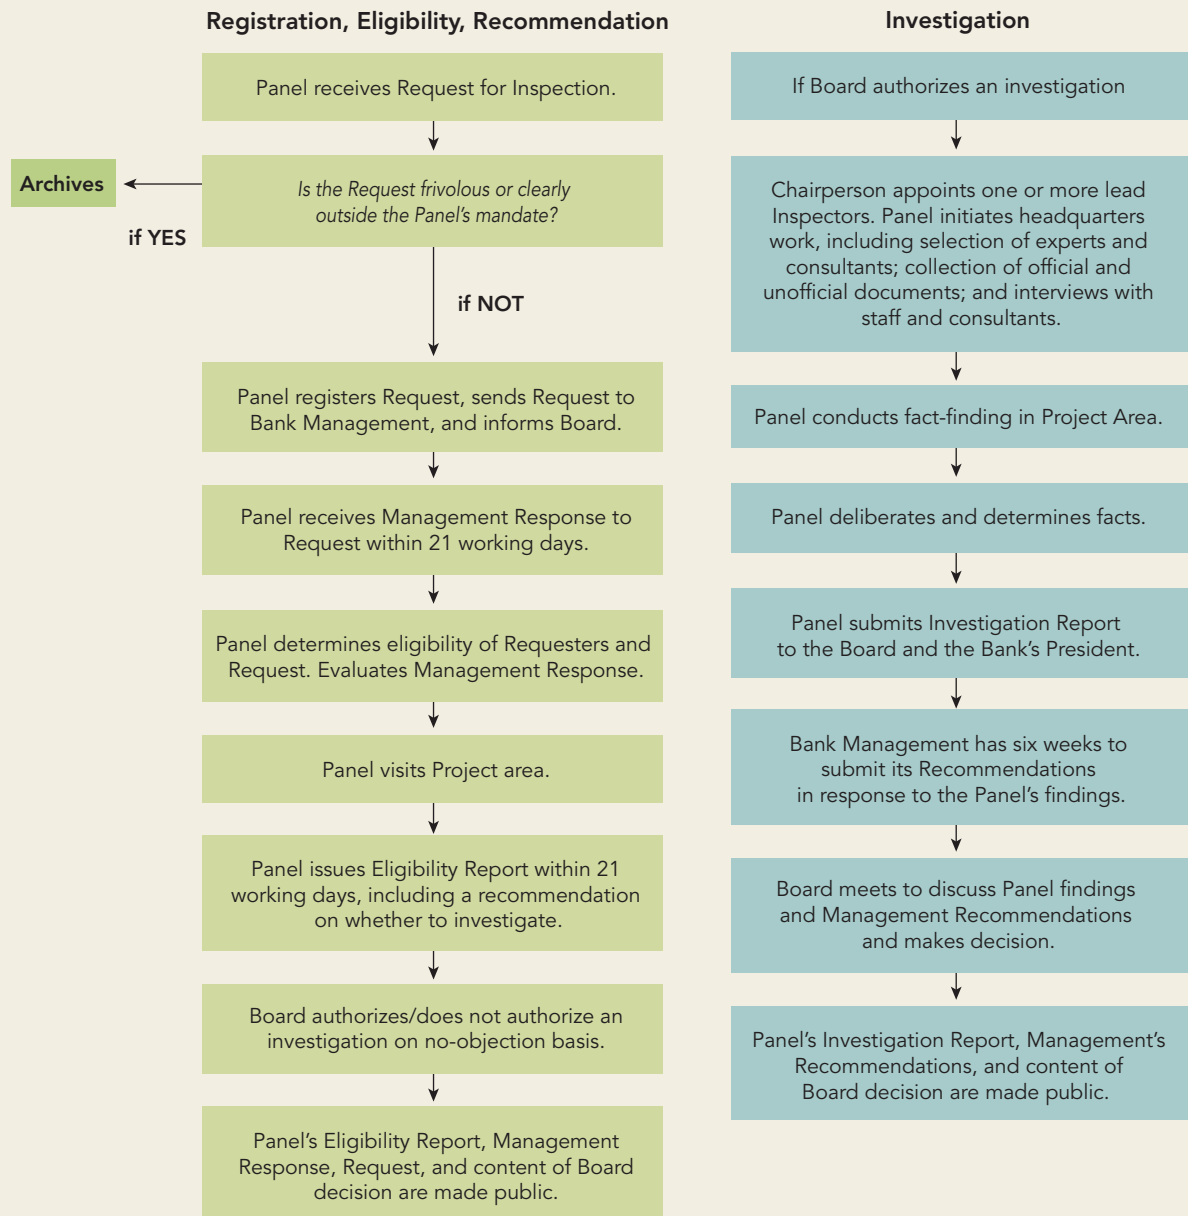 Registration, Eligibility, Recommendation
Panel receives Request for Inspection.
Is the Request frivolous or clearly
outside the Panel's mandate?
Archives
if YES
if NOT
Panel registers Request, sends Request to
Bank Management, and informs Board.
Panel receives Management Response to
Request within 21 working days.
Panel determines eligibility of Requesters and
Request. Evaluates Management Response.
Panel visits Project area.
Panel issues Eligibility Report within 21
working days, including a recommendation
on whether to investigate.
Board authorizes/does not authorize an
investigation on no-objection basis.
Panel's Eligibility Report, Management
Response, Request, and content of Board
decision are made public.
Investigation
If Board authorizes an investigation
Chairperson appoints one or more lead
Inspectors. Panel initiates headquarters
work, including selection of experts and
consultants; collection of official and
unofficial documents; and interviews with
staff and consultants.
Panel conducts fact-finding in Project Area.
Panel deliberates and determines facts.
Panel submits Investigation Report
to the Board and the Bank's President.
Bank Management has six weeks to
submit its Recommendations
in response to the Panel's findings.
Board meets to discuss Panel findings
and Management Recommendations
and makes decision.
Panel's Investigation Report, Management's
Recommendations, and content of
Board decision are made public.